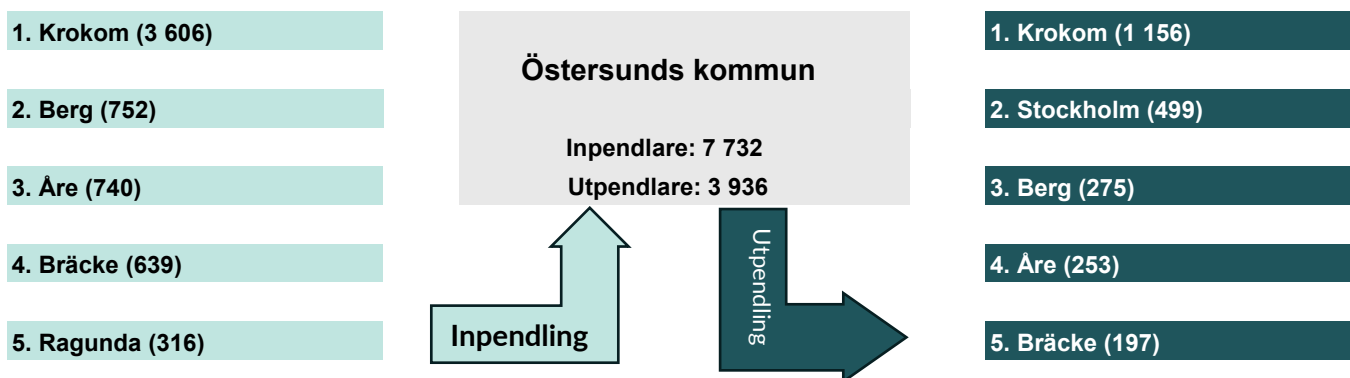 1. Krokom (3 606)
2. Berg (752)
3. Åre (740)
4. Bräcke (639)
5. Ragunda (316)
Östersunds kommun
Inpendlare: 7 732
Utpendlare: 3 936
Inpendling
Utpendling
1. Krokom (1 156)
2. Stockholm (499)
3. Berg (275)
4. Åre (253)
5. Bräcke (197)